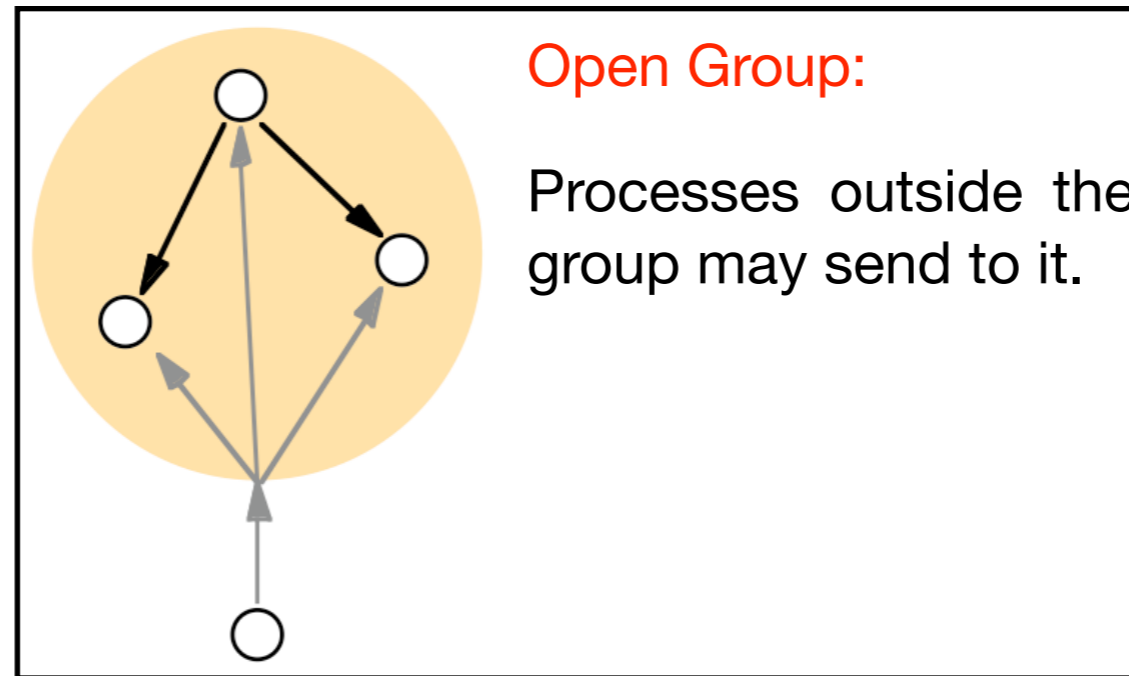 Open Group:
Processes outside the
group may send to it.